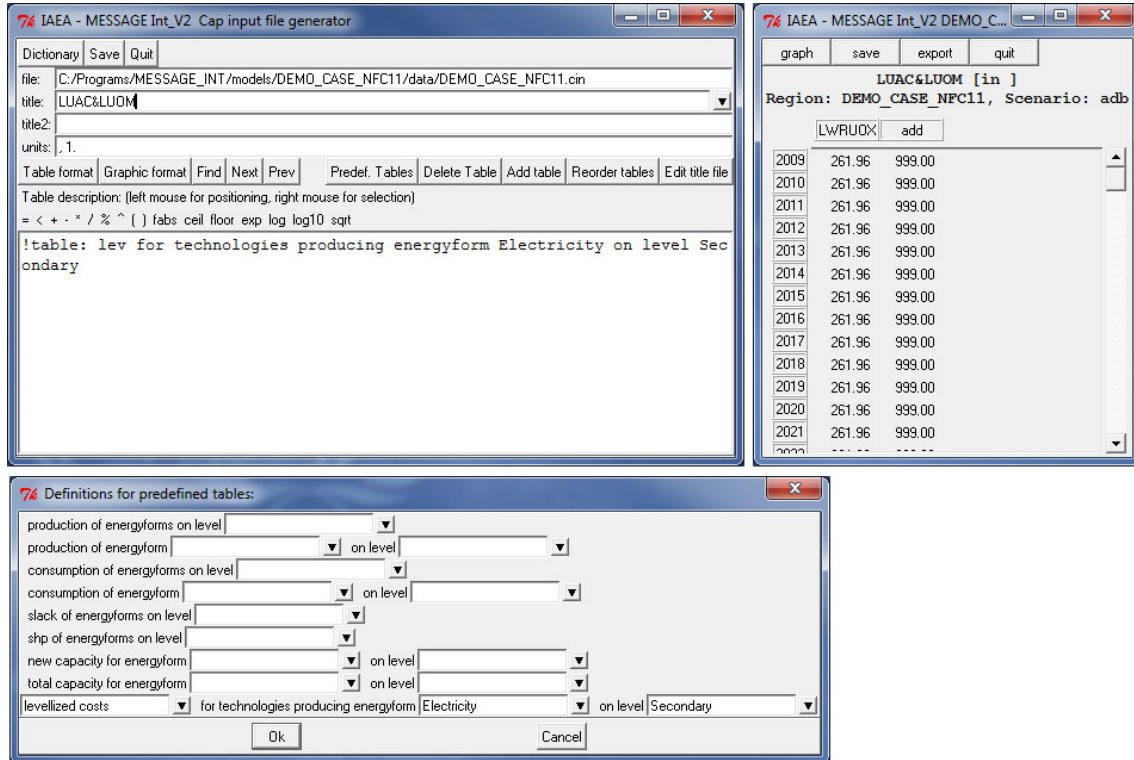 IAEA - MESSAGE Int_V2 Cap input file generator
Dictionary Save Quit
file: C:/Programs/MESSAGE_INT/models/DEMO_CASE_NFC11/data/DEMO_CASE_NFC11.cin
title: LUAC&LUOM
title2:
units: , 1.
Table format Graphic format Find Next Prev Predef. Tables Delete Table Add table Reorder tables Edit title file
Table description: (left mouse for positioning, right mouse for selection)
= < + - * / % ^ ( ) fabs ceil floor exp log log10 sqrt
!table: lev for technologies producing energyform Electricity on level Sec
ondary
IAEA - MESSAGE Int_V2 DEMO_C...
graph save export quit
LUAC&LUOM [in ]
Region: DEMO_CASE_NFC11, Scenario: adb
LWRUOX add
2009 261.96 999.00
2010 261.96 999.00
2011 261.96 999.00
2012 261.96 999.00
2013 261.96 999.00
2014 261.96 999.00
2015 261.96 999.00
2016 261.96 999.00
2017 261.96 999.00
2018 261.96 999.00
2019 261.96 999.00
2020 261.96 999.00
2021 261.96 999.00
Definitions for predefined tables:
production of energyforms on level
production of energyform on level
consumption of energyforms on level
consumption of energyform on level
slack of energyforms on level
shp of energyforms on level
new capacity for energyform on level
total capacity for energyform on level
levellized costs for technologies producing energyform Electricity on level Secondary
Ok Cancel